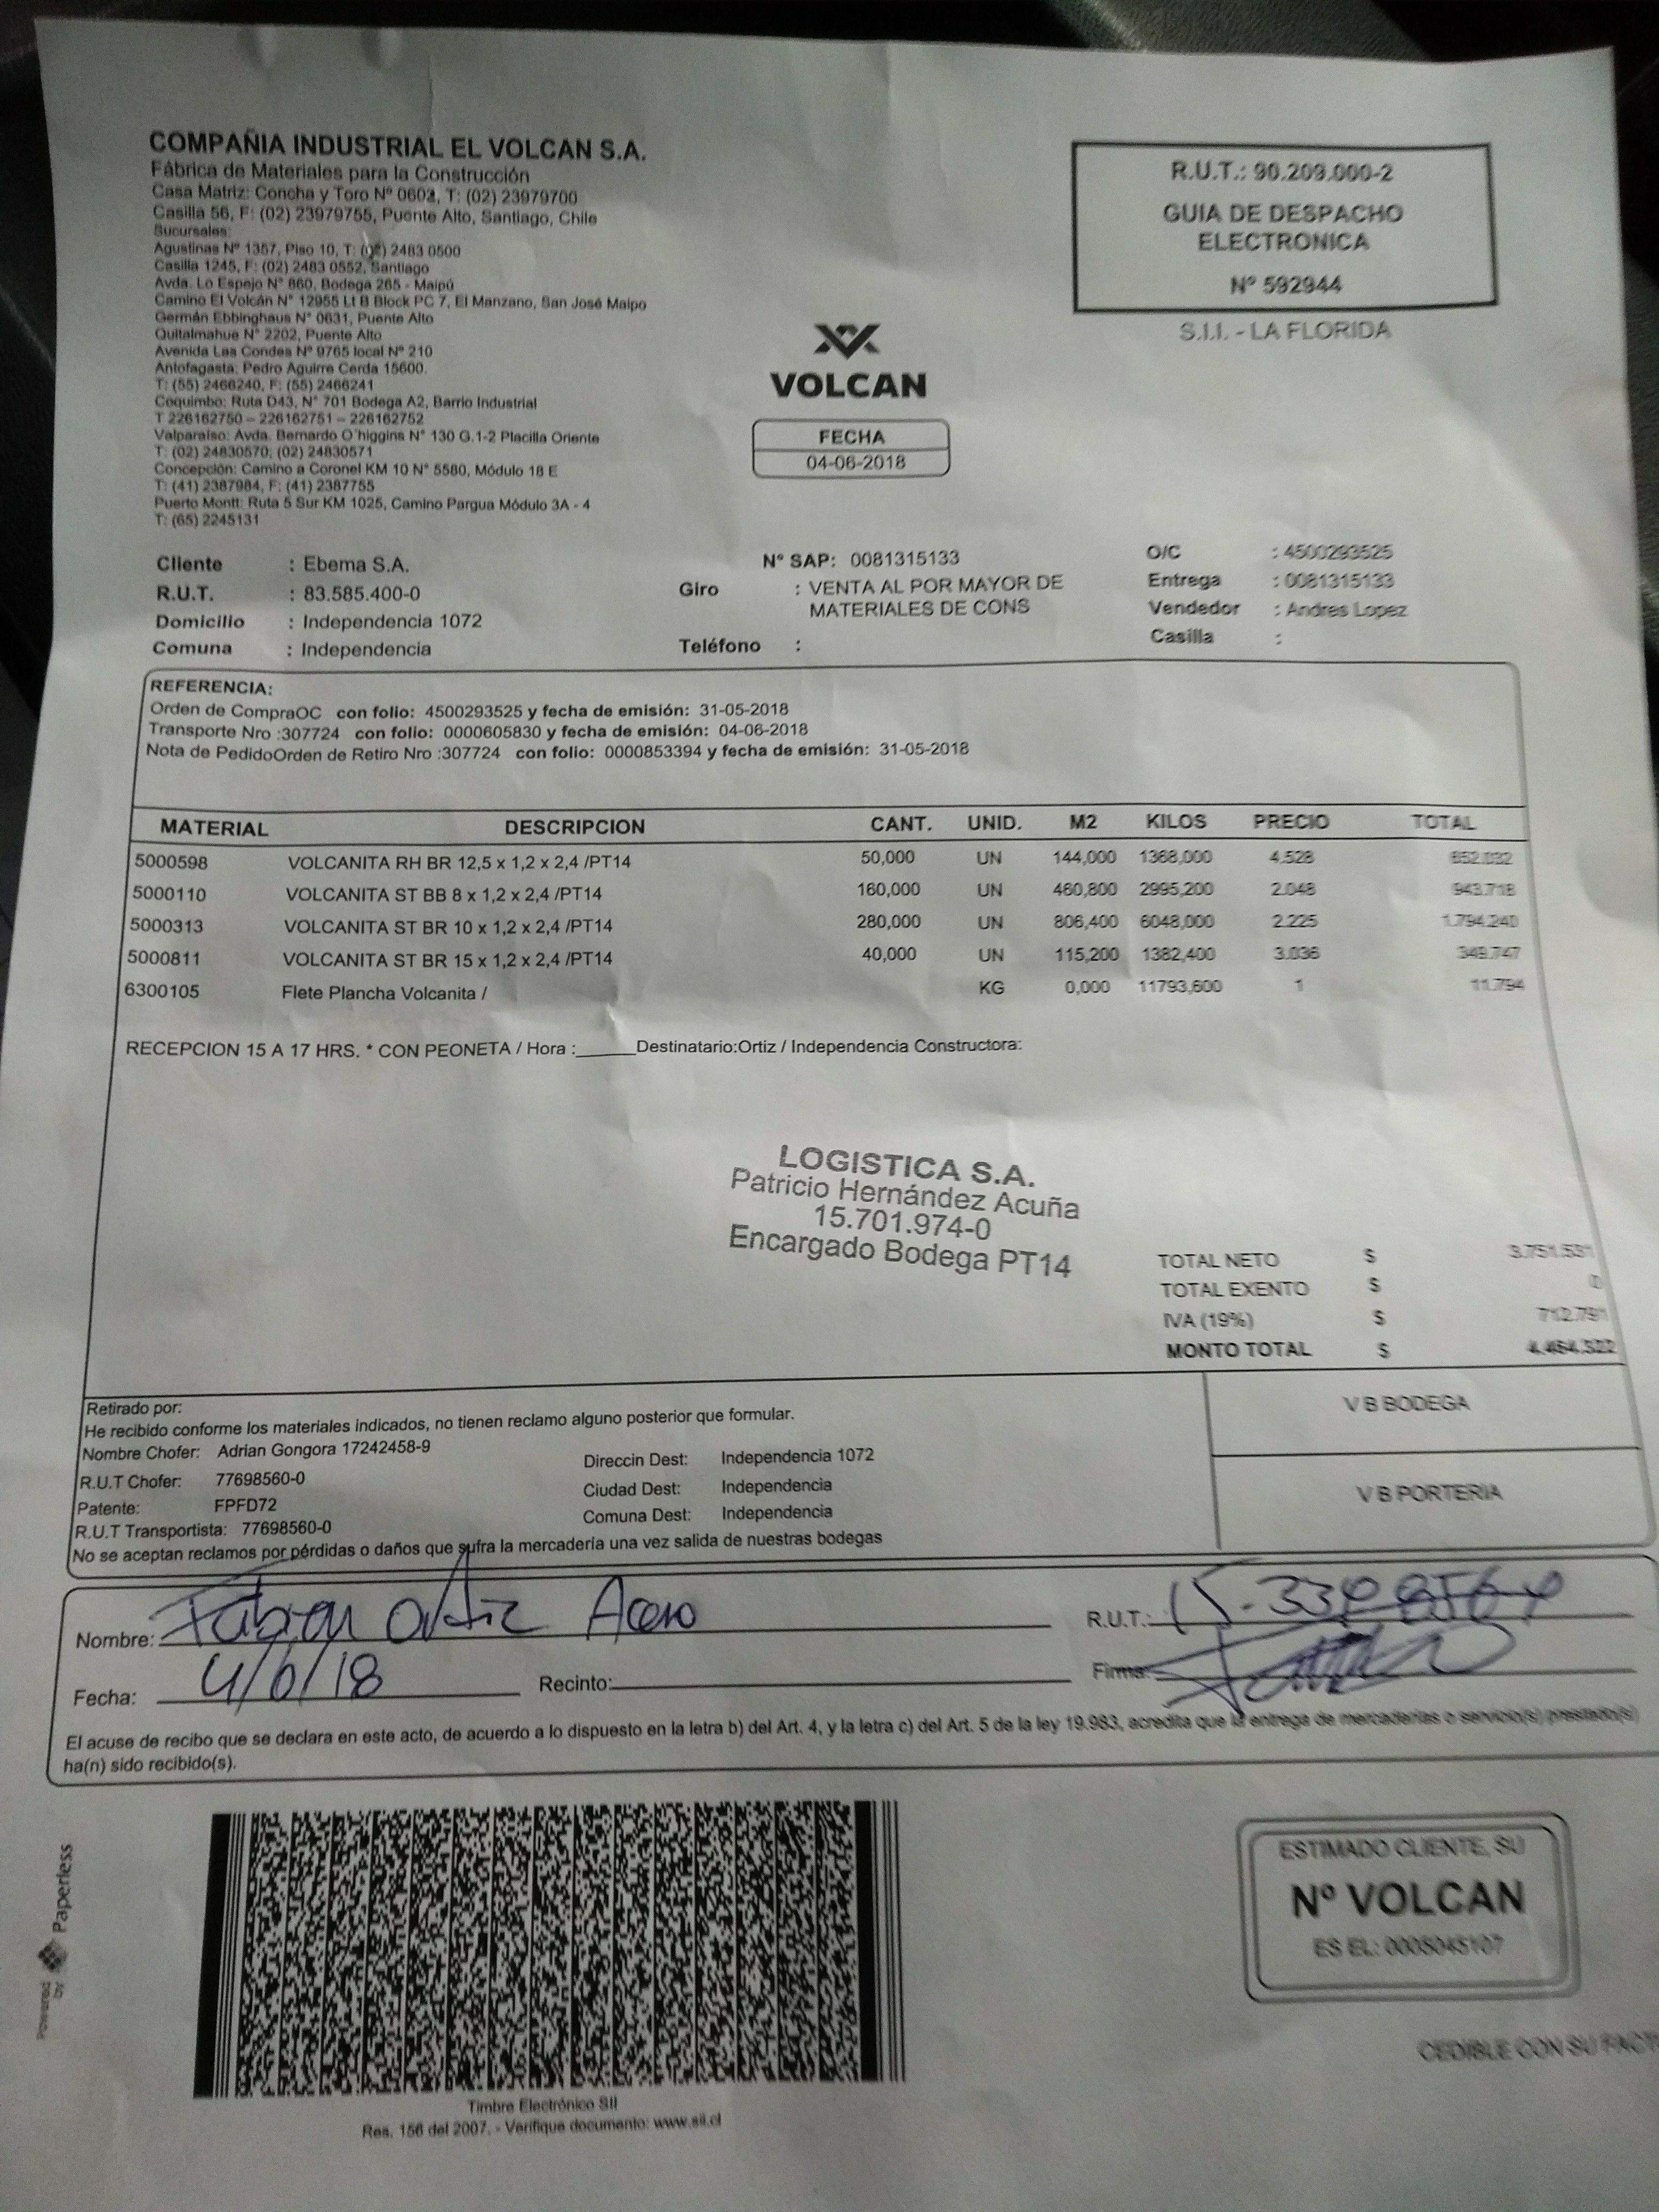 COMPAÑIA INDUSTRIAL EL VOLCAN S.A.
Fábrica de Materiales para la Construcción
Casa Matriz: Concha y Toro Nº 0602, T: (02) 23979700
Casilla 56, F: (02) 23979755, Puente Alto, Santiago, Chile
Sucursales:
Agustinas Nº 1357, Piso 10, T: (02) 2483 0500
Casilla 1245, F: (02) 2483 0552, Santiago
Avda. Lo Espejo N° 860, Bodega 265 - Maipú
Camino El Volcán N° 12955 Lt B Block PC 7, El Manzano, San José Maipo
Germán Ebbinghaus N° 0631, Puente Alto
Quitalmahue N° 2202, Puente Alto
Avenida Las Condes Nº 9765 local Nº 210
Antofagasta: Pedro Aguirre Cerda 15600.
T: (55) 2466240, F: (55) 2466241
Coquimbo: Ruta D43, N° 701 Bodega A2, Barrio Industrial
T 226162750 – 226162751 – 226162752
Valparaíso: Avda. Bernardo O'higgins N° 130 G.1-2 Placilla Oriente
T: (02) 24830570; (02) 24830571
Concepción: Camino a Coronel KM 10 N° 5580, Módulo 18 E
T: (41) 2387984, F: (41) 2387755
Puerto Montt: Ruta 5 Sur KM 1025, Camino Pargua Módulo 3A - 4
T: (65) 2245131
R.U.T.: 90.209.000-2
GUIA DE DESPACHO
ELECTRONICA
Nº 592944
S.I.I. - LA FLORIDA
VOLCAN
FECHA
04-06-2018
Cliente : Ebema S.A.
R.U.T. : 83.585.400-0
Domicilio : Independencia 1072
Comuna : Independencia
Nº SAP: 0081315133
Giro : VENTA AL POR MAYOR DE
MATERIALES DE CONS
Teléfono :
O/C : 4500293525
Entrega : 0081315133
Vendedor : Andres Lopez
Casilla :
REFERENCIA:
Orden de CompraOC con folio: 4500293525 y fecha de emisión: 31-05-2018
Transporte Nro :307724 con folio: 0000605830 y fecha de emisión: 04-06-2018
Nota de PedidoOrden de Retiro Nro :307724 con folio: 0000853394 y fecha de emisión: 31-05-2018
MATERIAL DESCRIPCION CANT. UNID. M2 KILOS PRECIO TOTAL
5000598 VOLCANITA RH BR 12,5 x 1,2 x 2,4 /PT14 50,000 UN 144,000 1368,000 4.528 652.032
5000110 VOLCANITA ST BB 8 x 1,2 x 2,4 /PT14 160,000 UN 460,800 2995,200 2.048 943.718
5000313 VOLCANITA ST BR 10 x 1,2 x 2,4 /PT14 280,000 UN 806,400 6048,000 2.225 1.794.240
5000811 VOLCANITA ST BR 15 x 1,2 x 2,4 /PT14 40,000 UN 115,200 1382,400 3.036 349.747
6300105 Flete Plancha Volcanita / KG 0,000 11793,600 1 11.794
RECEPCION 15 A 17 HRS. * CON PEONETA / Hora :______Destinatario:Ortiz / Independencia Constructora:
LOGISTICA S.A.
Patricio Hernández Acuña
15.701.974-0
Encargado Bodega PT14
TOTAL NETO $ 3.751.531
TOTAL EXENTO $ 0
IVA (19%) $ 712.791
MONTO TOTAL $ 4.464.322
Retirado por:
He recibido conforme los materiales indicados, no tienen reclamo alguno posterior que formular.
Nombre Chofer: Adrian Gongora 17242458-9
R.U.T Chofer: 77698560-0
Patente: FPFD72
R.U.T Transportista: 77698560-0
Direccin Dest: Independencia 1072
Ciudad Dest: Independencia
Comuna Dest: Independencia
No se aceptan reclamos por pérdidas o daños que sufra la mercadería una vez salida de nuestras bodegas
V B BODEGA
V B PORTERIA
Nombre: Fabian Ortiz
R.U.T.:
Fecha: 4/6/18
Recinto:
Firma:
El acuse de recibo que se declara en este acto, de acuerdo a lo dispuesto en la letra b) del Art. 4, y la letra c) del Art. 5 de la ley 19.983, acredita que la entrega de mercaderías o servicio(s) prestado(s)
ha(n) sido recibido(s).
Powered by Paperless
Timbre Electrónico SII
Res. 156 del 2007. - Verifique documento: www.sii.cl
ESTIMADO CLIENTE, SU
Nº VOLCAN
ES EL: 0005045107
CEDIBLE CON SU